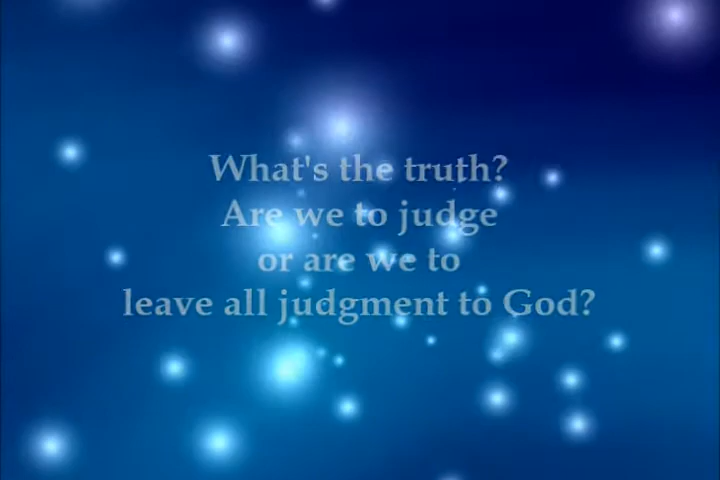 What's the truth?
Are we to judge
or are we to
leave all judgment to God?